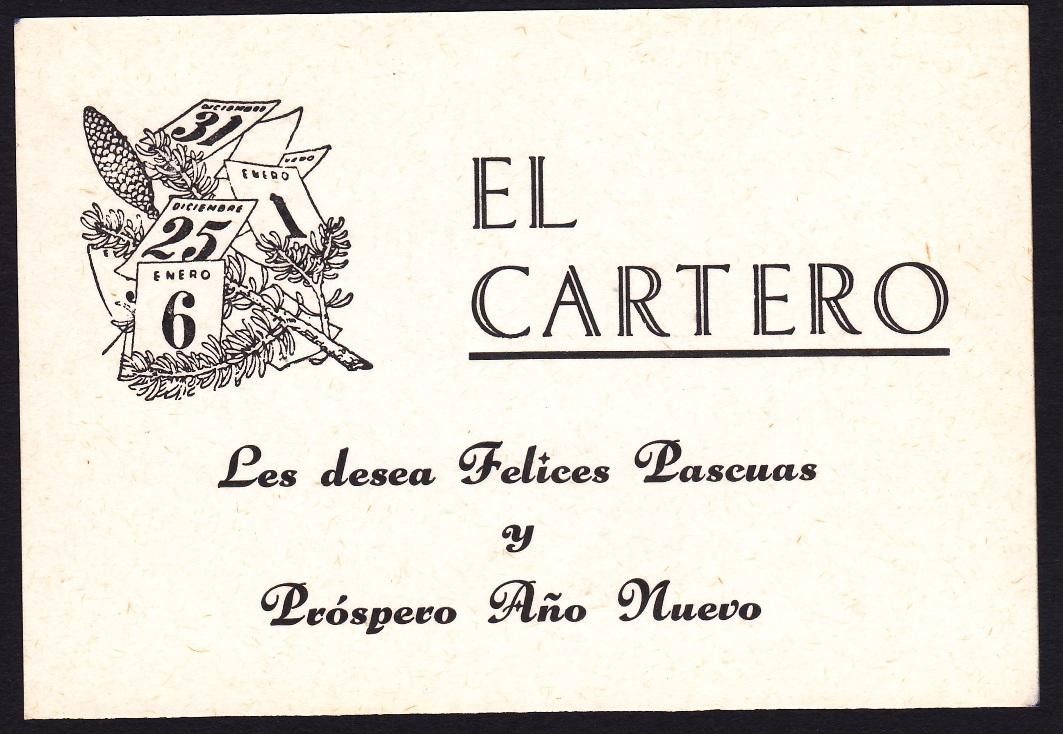 DICIEMBRE
31
ENERO
1
DICIEMBRE
25
ENERO
6
EL
CARTERO
Les desea Felices Pascuas
y
Próspero Año Nuevo